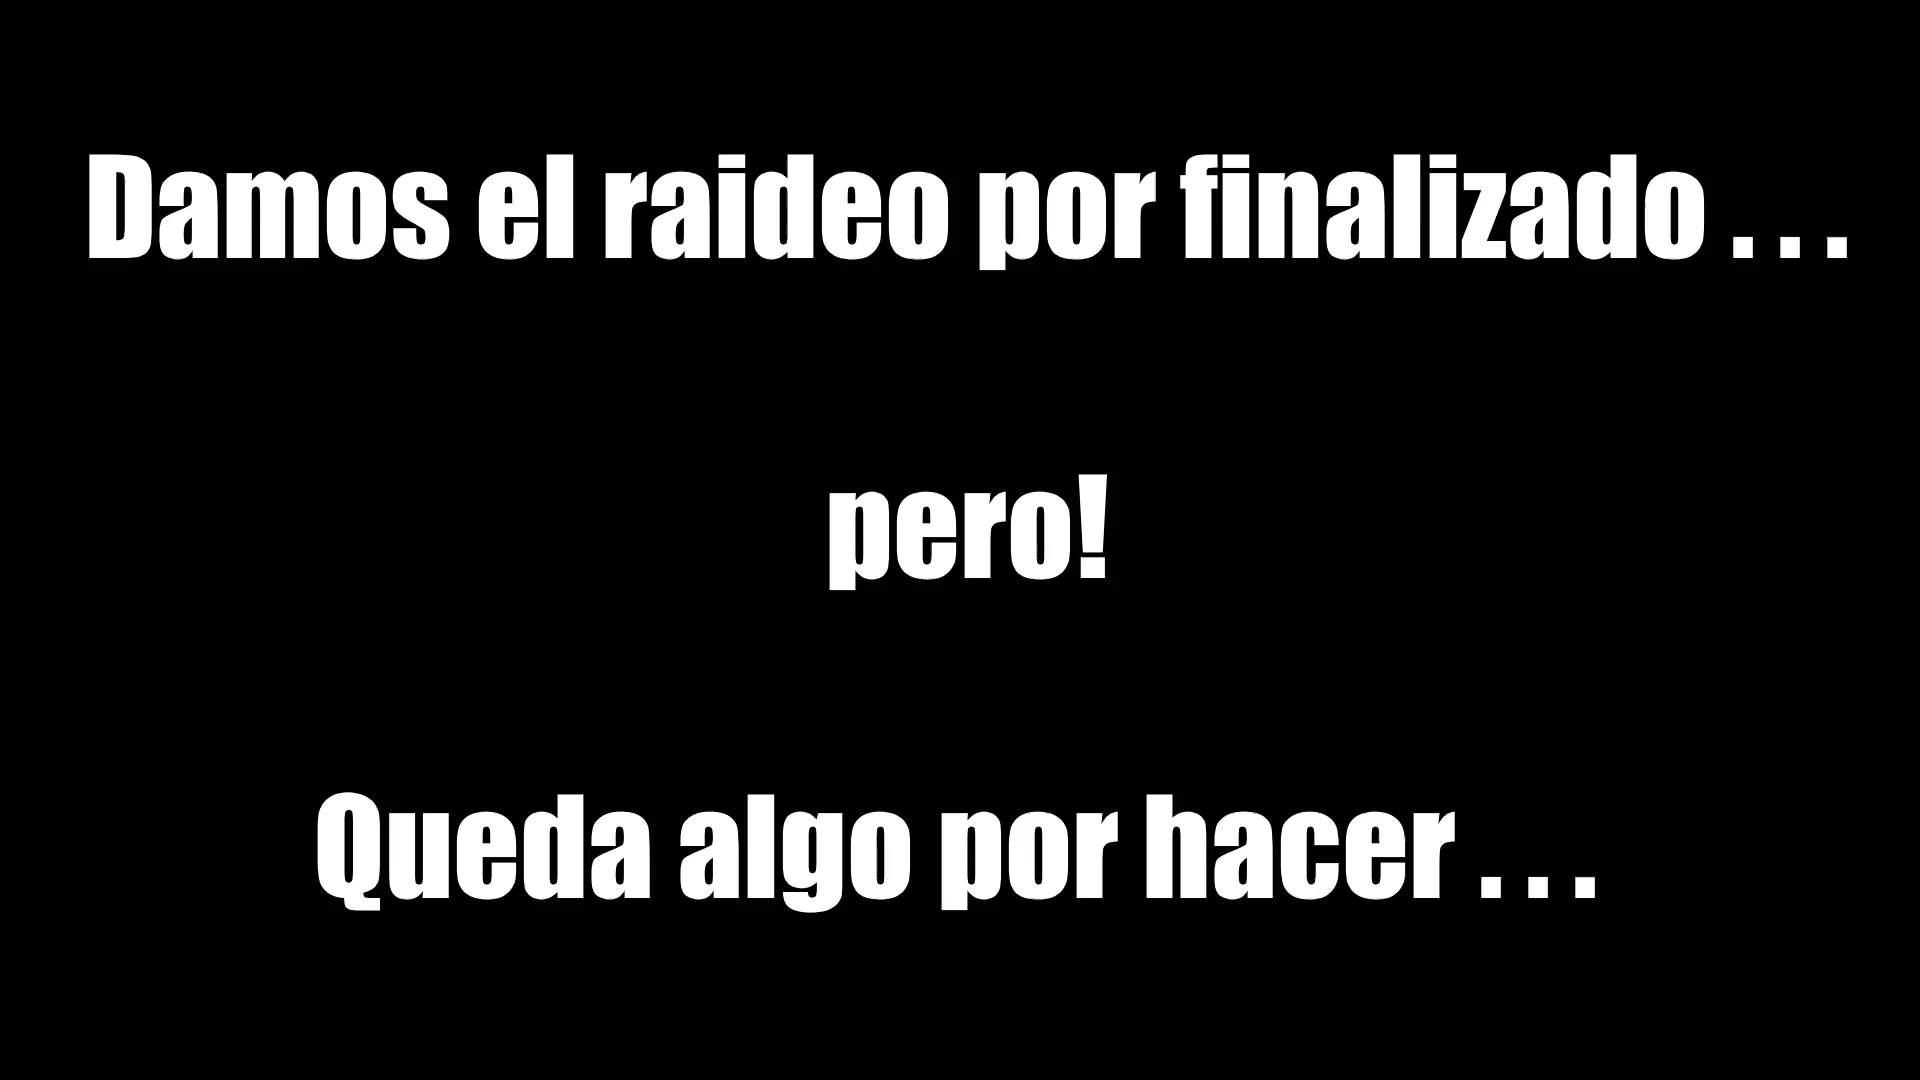 Damos el raideo por finalizado . . .
pero!
Queda algo por hacer . . .